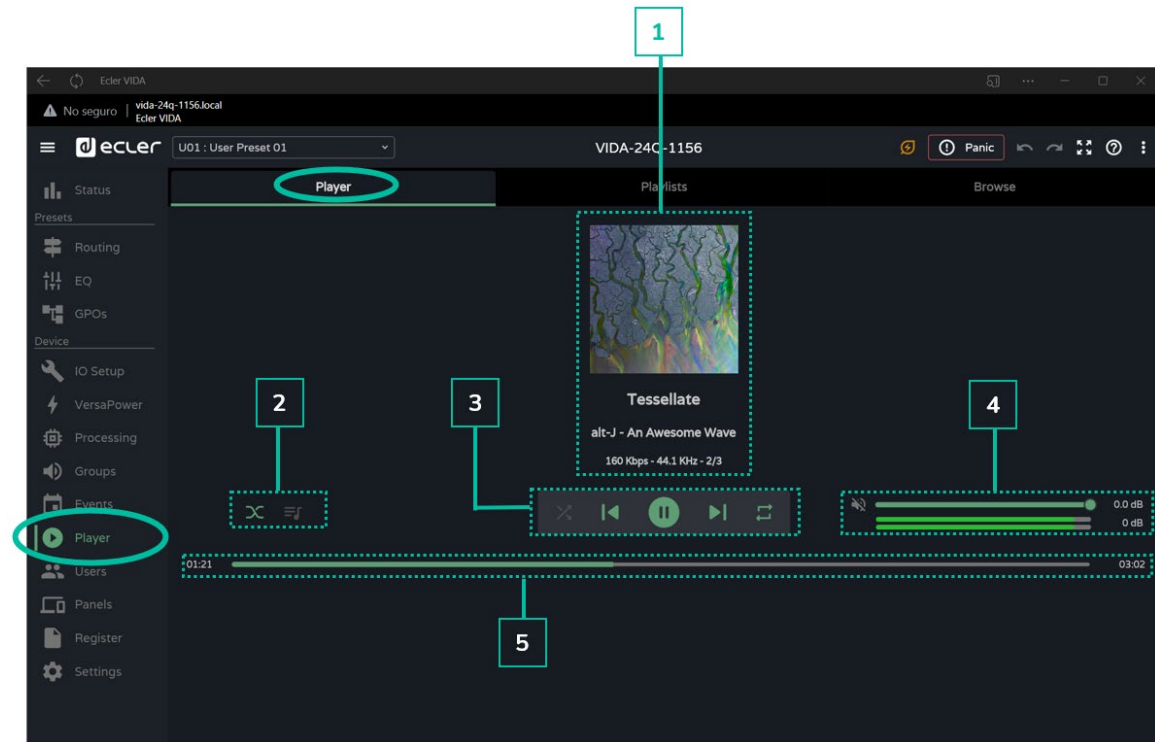 1
Ecler VIDA
No seguro | vida-24q-1156.local
Ecler VIDA
ecler
U01 : User Preset 01
VIDA-24Q-1156
Panic
Status
Player
Playlists
Browse
Presets
Routing
EQ
GPOs
Device
IO Setup
VersaPower
Processing
Groups
Events
Player
Users
Panels
Register
Settings
2
3
Tessellate
alt-J - An Awesome Wave
160 Kbps - 44.1 KHz - 2/3
4
0.0 dB
0 dB
01:21
03:02
5